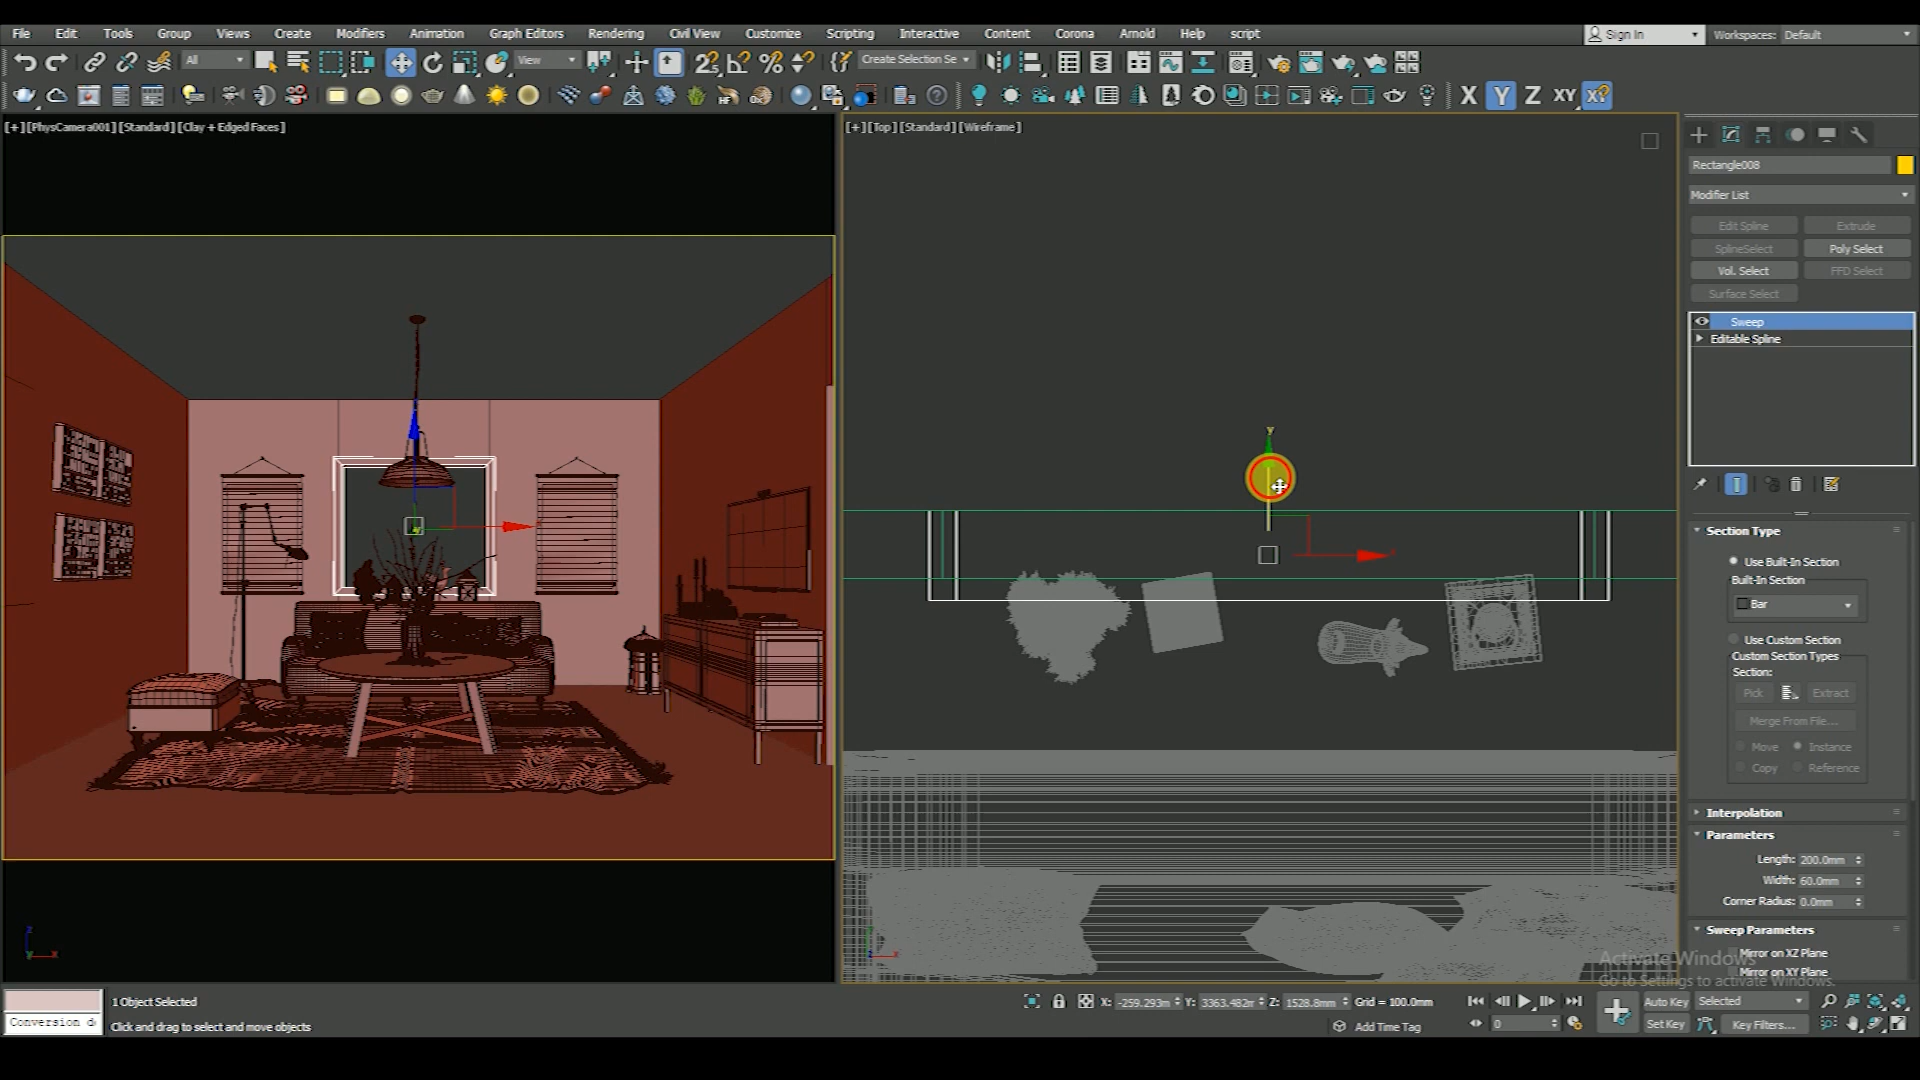 File Edit Tools Group Views Create Modifiers Animation Graph Editors Rendering Civil View Customize Scripting Interactive Content Corona Arnold Help script Sign In Workspaces: Default
All View Create Selection Se
X Y Z XY XY
[+] [PhysCamera001] [Standard] [Clay + Edged Faces]
[+] [Top] [Standard] [Wireframe]
Rectangle008
Modifier List
Edit Spline Extrude
SplineSelect Poly Select
Vol. Select FFD Select
Surface Select
Sweep
Editable Spline
y
Section Type
Use Built-In Section
Built-In Section
Bar
Use Custom Section
Custom Section Types
Section:
Pick Extract
Merge From File...
Move Instance
Copy Reference
Interpolation
Parameters
Length: 200.0mm
Width: 60.0mm
Corner Radius: 0.0mm
Sweep Parameters
Mirror on XZ Plane
Mirror on XY Plane
Activate Windows
Go to Settings to activate Windows.
1 Object Selected
X: -259.293m Y: 3363.482m Z: 1528.8mm Grid = 100.0mm
Auto Key Selected
Conversion d
Click and drag to select and move objects
Add Time Tag
0
Set Key Key Filters...